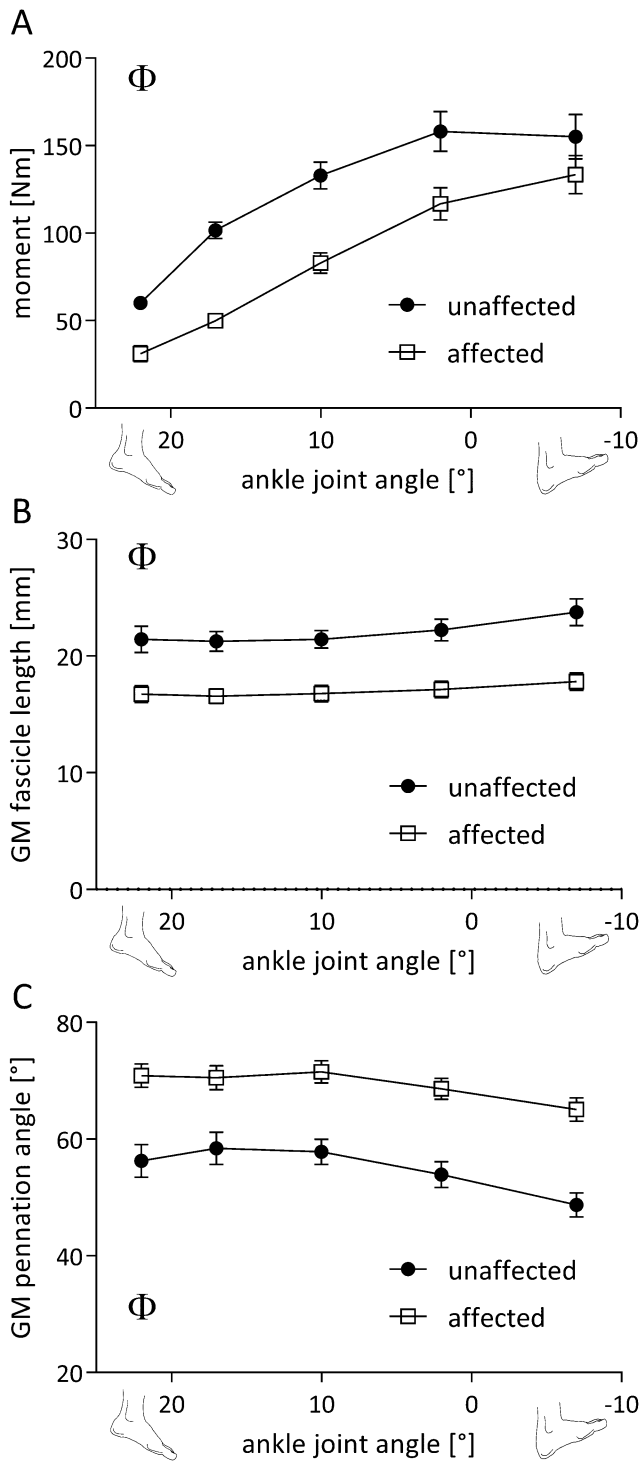 A
200
Φ
150
100
50
0
moment [Nm]
unaffected
affected
20 10 0 -10
ankle joint angle [°]
B
30
Φ
20
10
0
GM fascicle length [mm]
unaffected
affected
20 10 0 -10
ankle joint angle [°]
C
80
60
40
20
GM pennation angle [°]
unaffected
Φ
affected
20 10 0 -10
ankle joint angle [°]